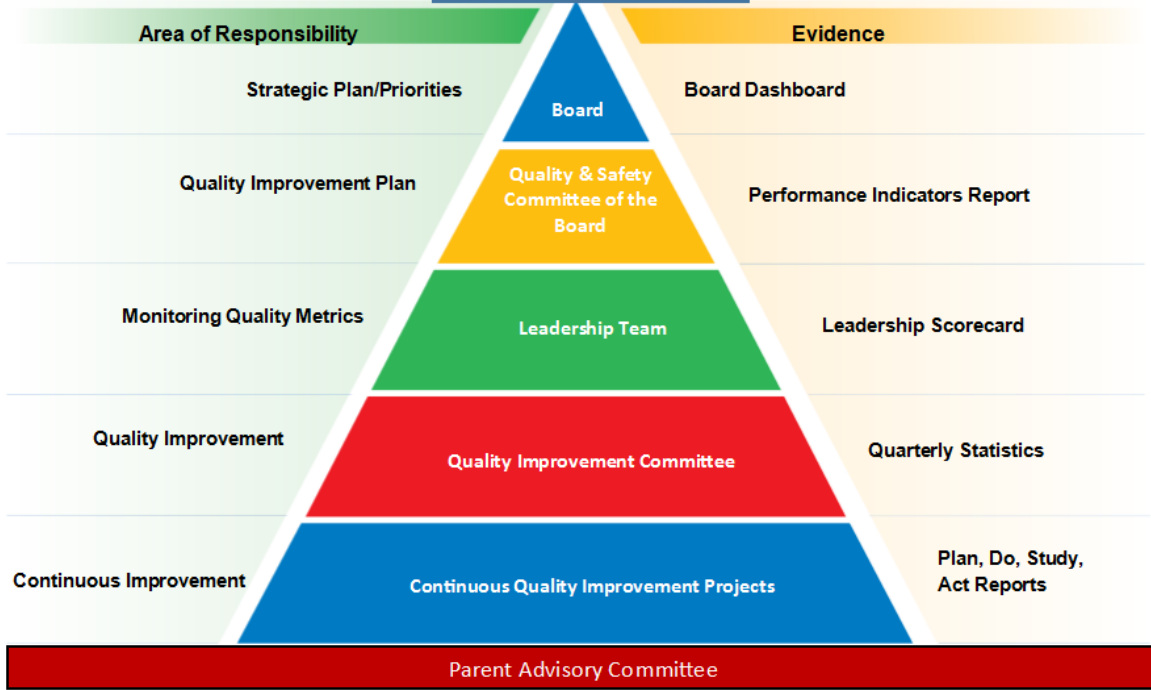 Area of Responsibility
Evidence
Strategic Plan/Priorities
Board
Board Dashboard
Quality Improvement Plan
Quality & Safety
Committee of the
Board
Performance Indicators Report
Monitoring Quality Metrics
Leadership Team
Leadership Scorecard
Quality Improvement
Quality Improvement Committee
Quarterly Statistics
Continuous Improvement
Continuous Quality Improvement Projects
Plan, Do, Study,
Act Reports
Parent Advisory Committee